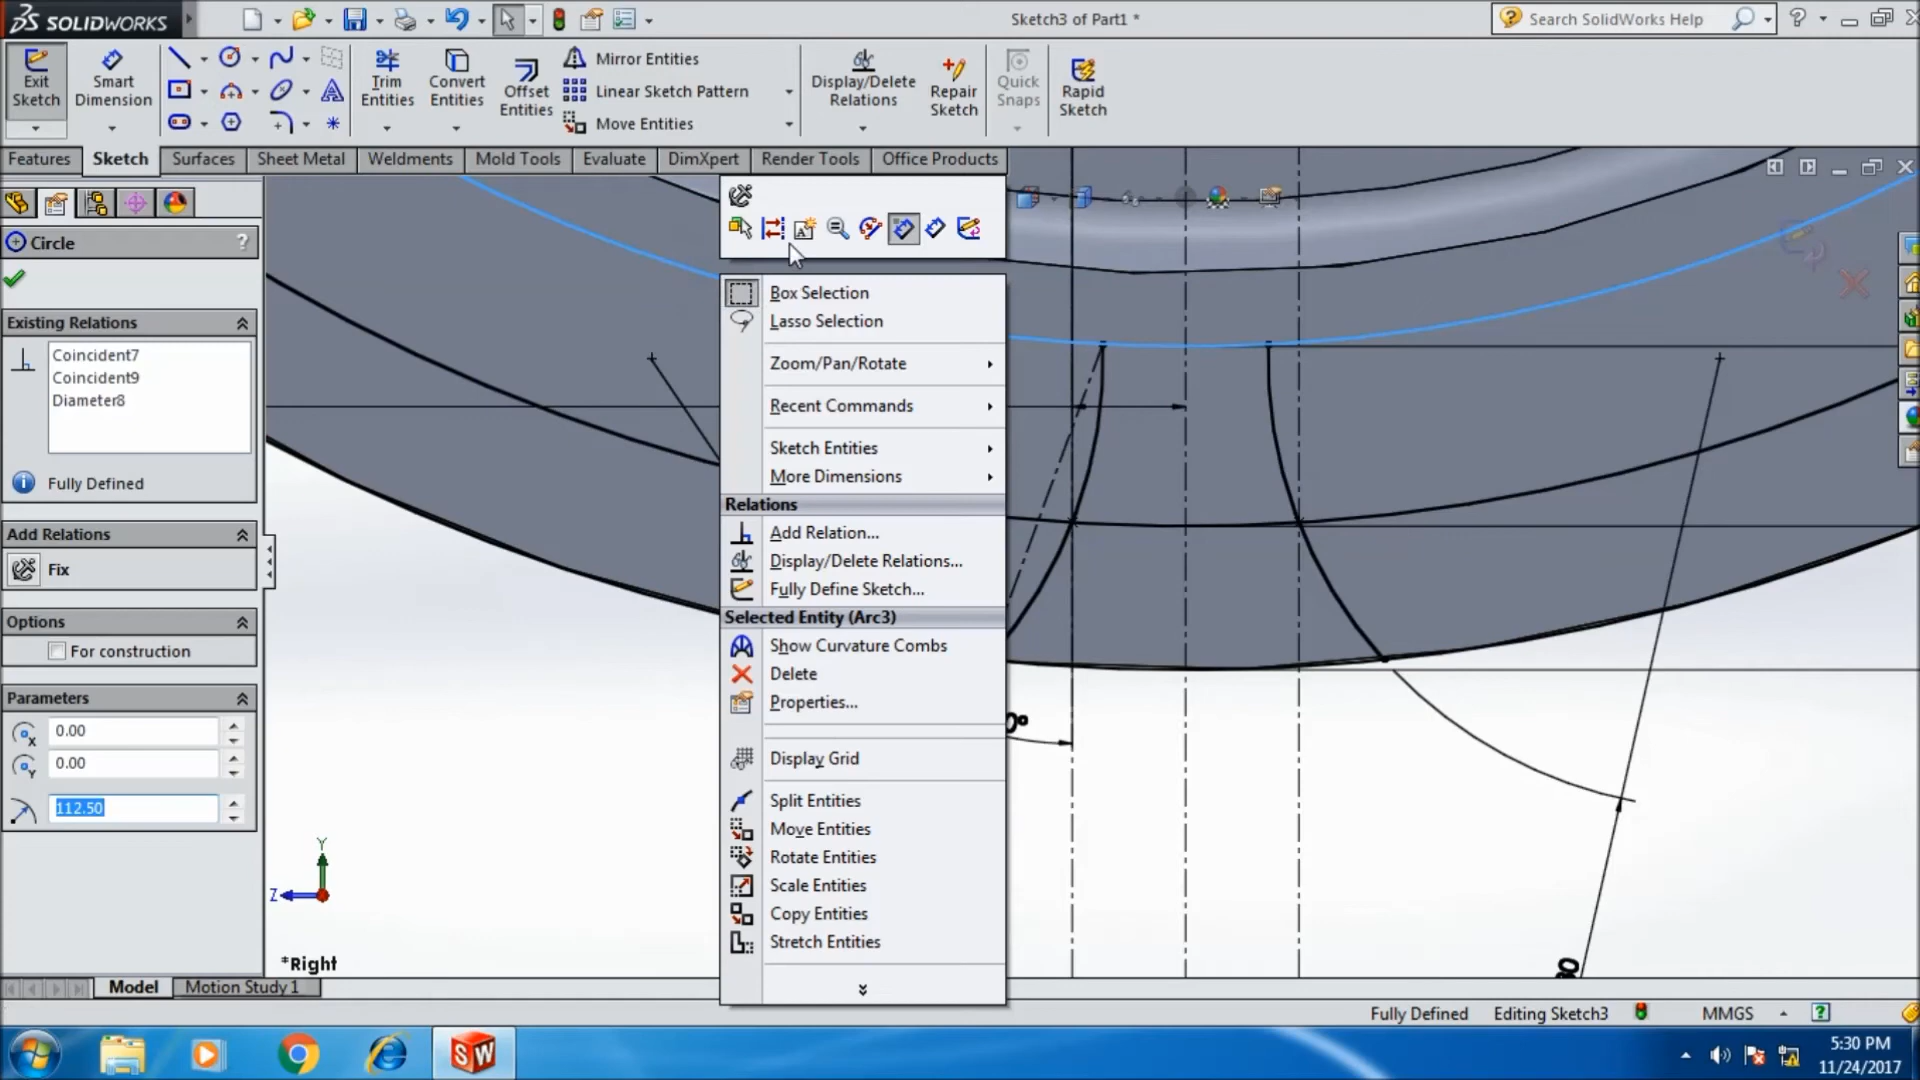 SOLIDWORKS
Sketch3 of Part1 *
Search SolidWorks Help
Exit Sketch
Smart Dimension
Trim Entities
Convert Entities
Offset Entities
Mirror Entities
Linear Sketch Pattern
Move Entities
Display/Delete Relations
Repair Sketch
Quick Snaps
Rapid Sketch
Features
Sketch
Surfaces
Sheet Metal
Weldments
Mold Tools
Evaluate
DimXpert
Render Tools
Office Products
Circle
?
Existing Relations
Coincident7
Coincident9
Diameter8
Fully Defined
Add Relations
Fix
Options
For construction
Parameters
0.00
0.00
112.50
Box Selection
Lasso Selection
Zoom/Pan/Rotate
Recent Commands
Sketch Entities
More Dimensions
Relations
Add Relation...
Display/Delete Relations...
Fully Define Sketch...
Selected Entity (Arc3)
Show Curvature Combs
Delete
Properties...
Display Grid
Split Entities
Move Entities
Rotate Entities
Scale Entities
Copy Entities
Stretch Entities
0°
Y
Z
*Right
Model
Motion Study 1
Fully Defined
Editing Sketch3
MMGS
5:30 PM
11/24/2017